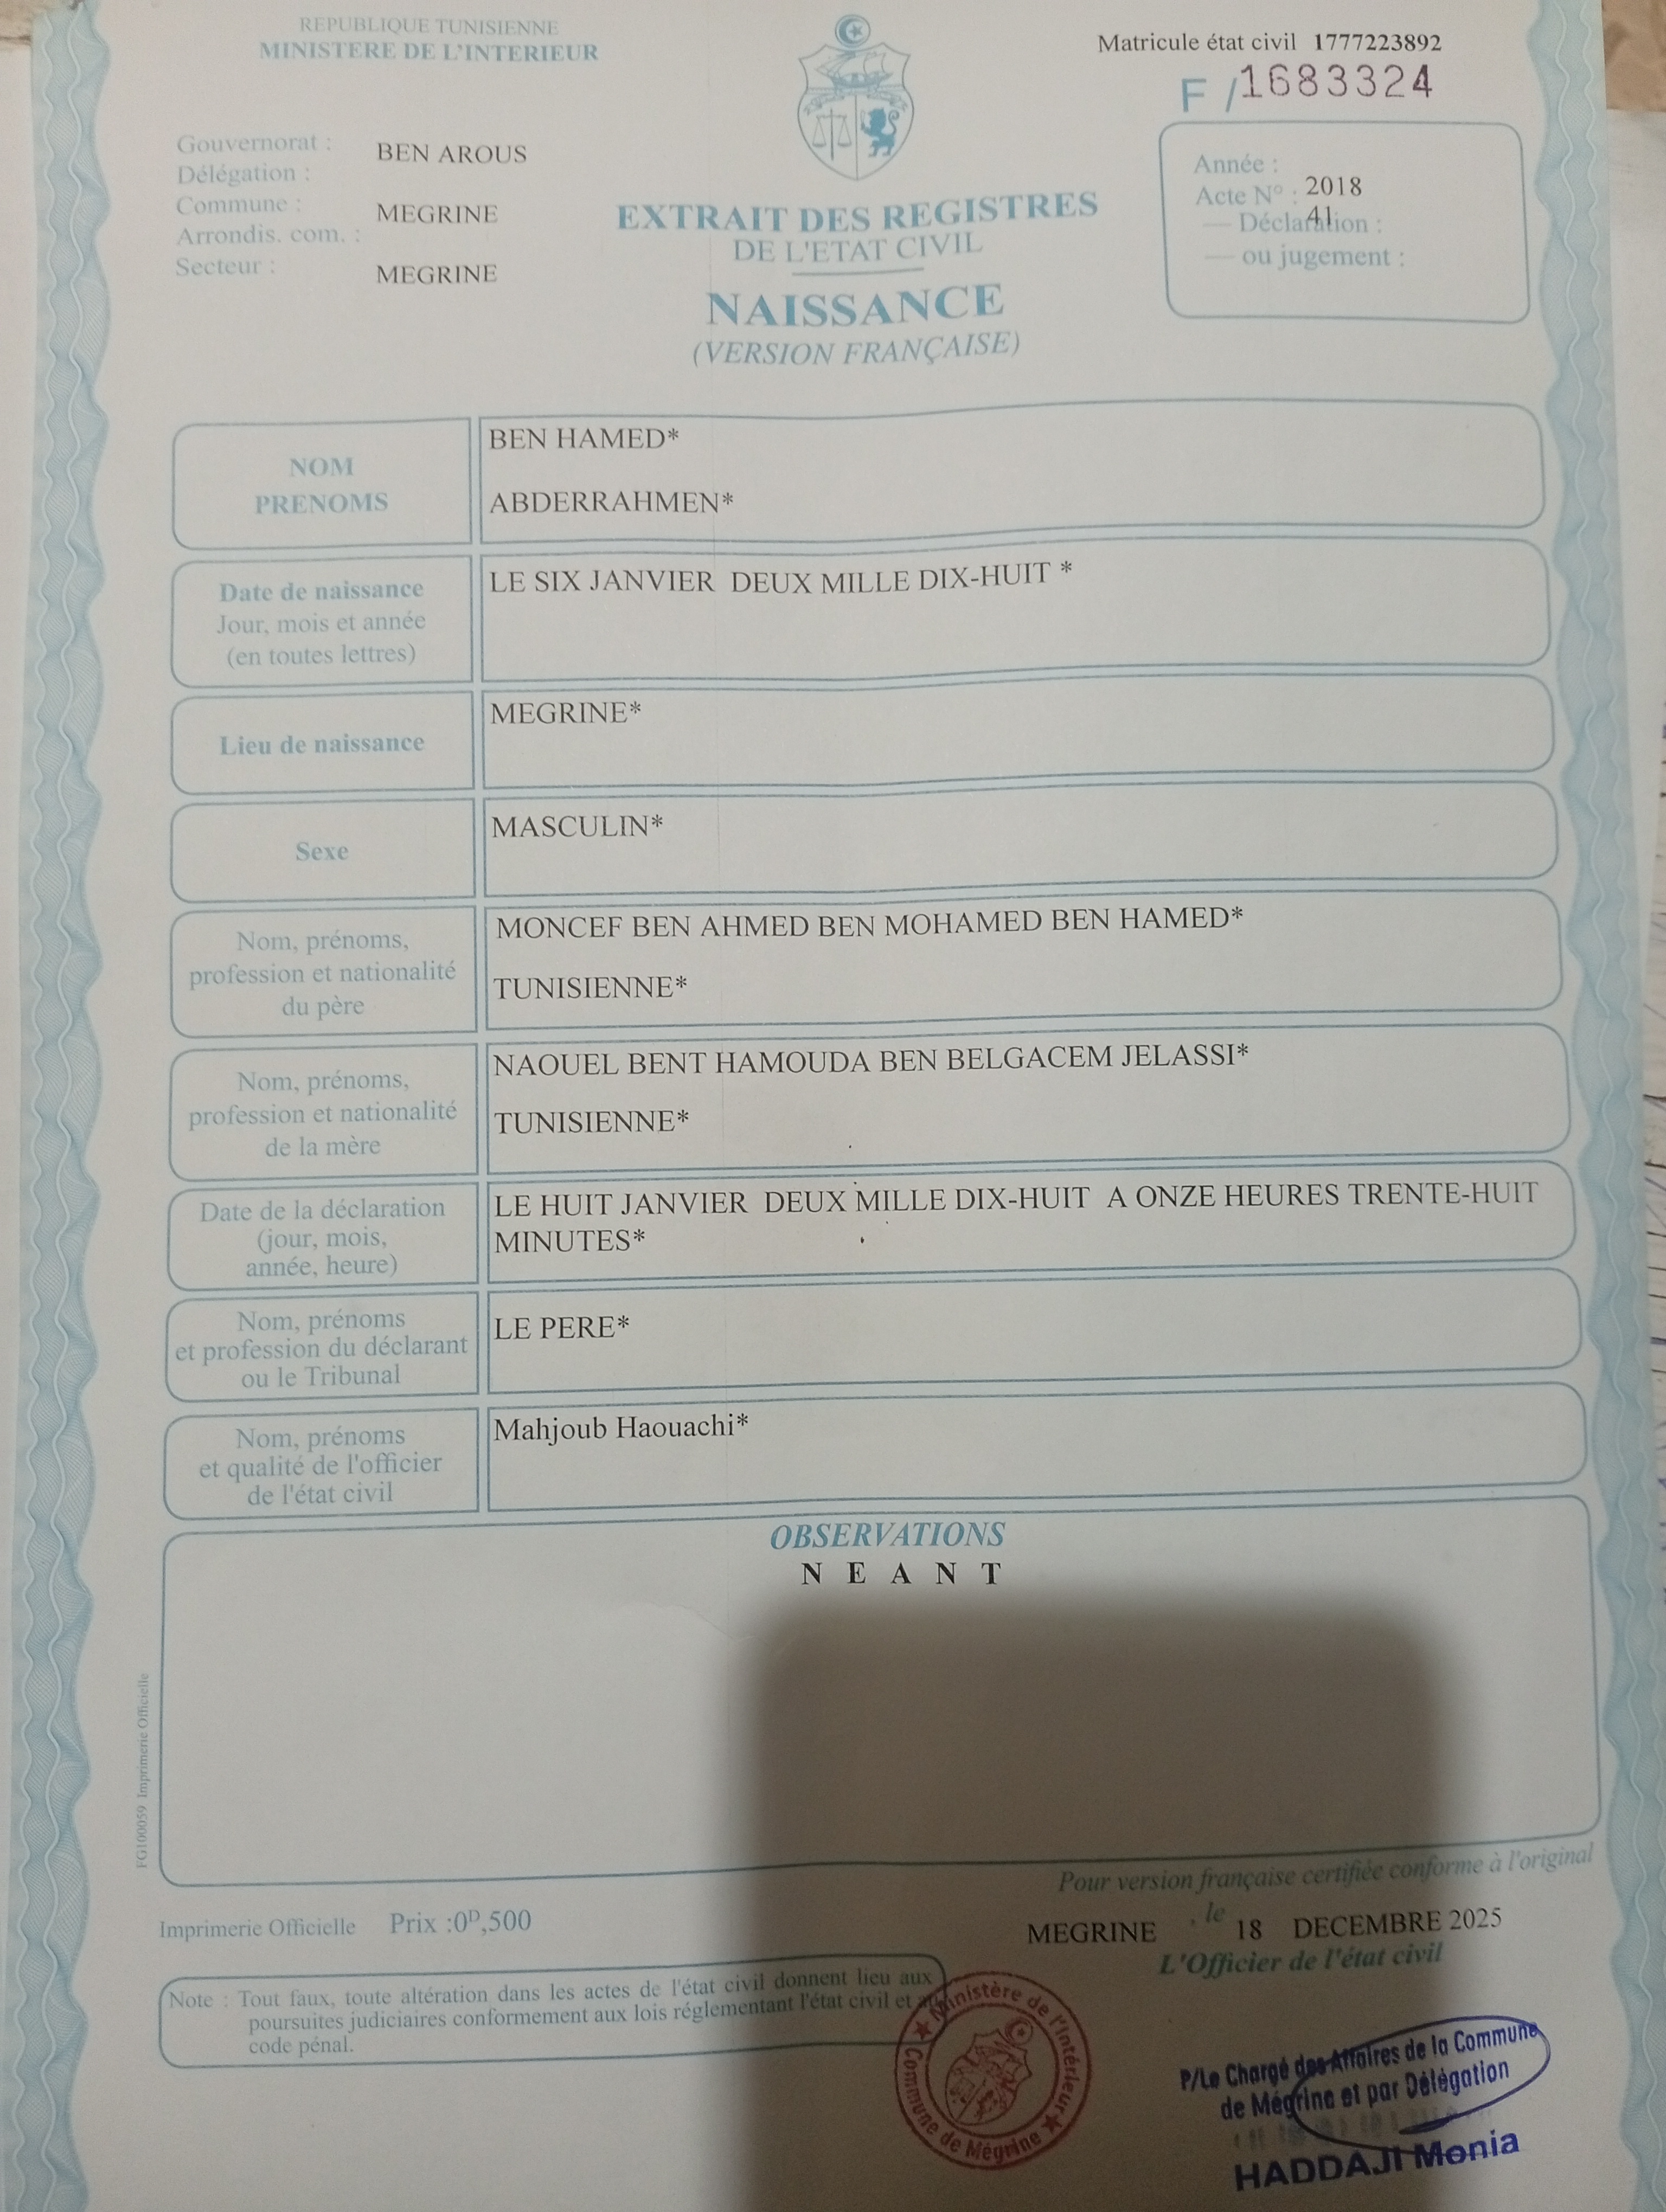 REPUBLIQUE TUNISIENNE
MINISTERE DE L'INTERIEUR
Matricule état civil 1777223892
F / 1683324
Gouvernorat : BEN AROUS
Délégation :
Commune : MEGRINE
Arrondis. com. :
Secteur : MEGRINE
EXTRAIT DES REGISTRES
DE L'ETAT CIVIL
NAISSANCE
(VERSION FRANÇAISE)
Année :
Acte N° : 2018
— Déclaration : 41
— ou jugement :
NOM
PRENOMS
BEN HAMED*
ABDERRAHMEN*
Date de naissance
Jour, mois et année
(en toutes lettres)
LE SIX JANVIER DEUX MILLE DIX-HUIT *
Lieu de naissance
MEGRINE*
Sexe
MASCULIN*
Nom, prénoms,
profession et nationalité
du père
MONCEF BEN AHMED BEN MOHAMED BEN HAMED*
TUNISIENNE*
Nom, prénoms,
profession et nationalité
de la mère
NAOUEL BENT HAMOUDA BEN BELGACEM JELASSI*
TUNISIENNE*
Date de la déclaration
(jour, mois,
année, heure)
LE HUIT JANVIER DEUX MILLE DIX-HUIT A ONZE HEURES TRENTE-HUIT
MINUTES*
Nom, prénoms
et profession du déclarant
ou le Tribunal
LE PERE*
Nom, prénoms
et qualité de l'officier
de l'état civil
Mahjoub Haouachi*
OBSERVATIONS
N E A N T
FG100059 Imprimerie Officielle
Pour version française certifiée conforme à l'original
Imprimerie Officielle Prix :0ᴰ,500
MEGRINE , le 18 DECEMBRE 2025
L'Officier de l'état civil
Note : Tout faux, toute altération dans les actes de l'état civil donnent lieu aux
poursuites judiciaires conformement aux lois réglementant l'état civil et au
code pénal.
Ministère de l'Intérieur
Commune de Mégrine
P/Le Chargé des Affaires de la Commune
de Mégrine et par Délégation
HADDAJI Monia